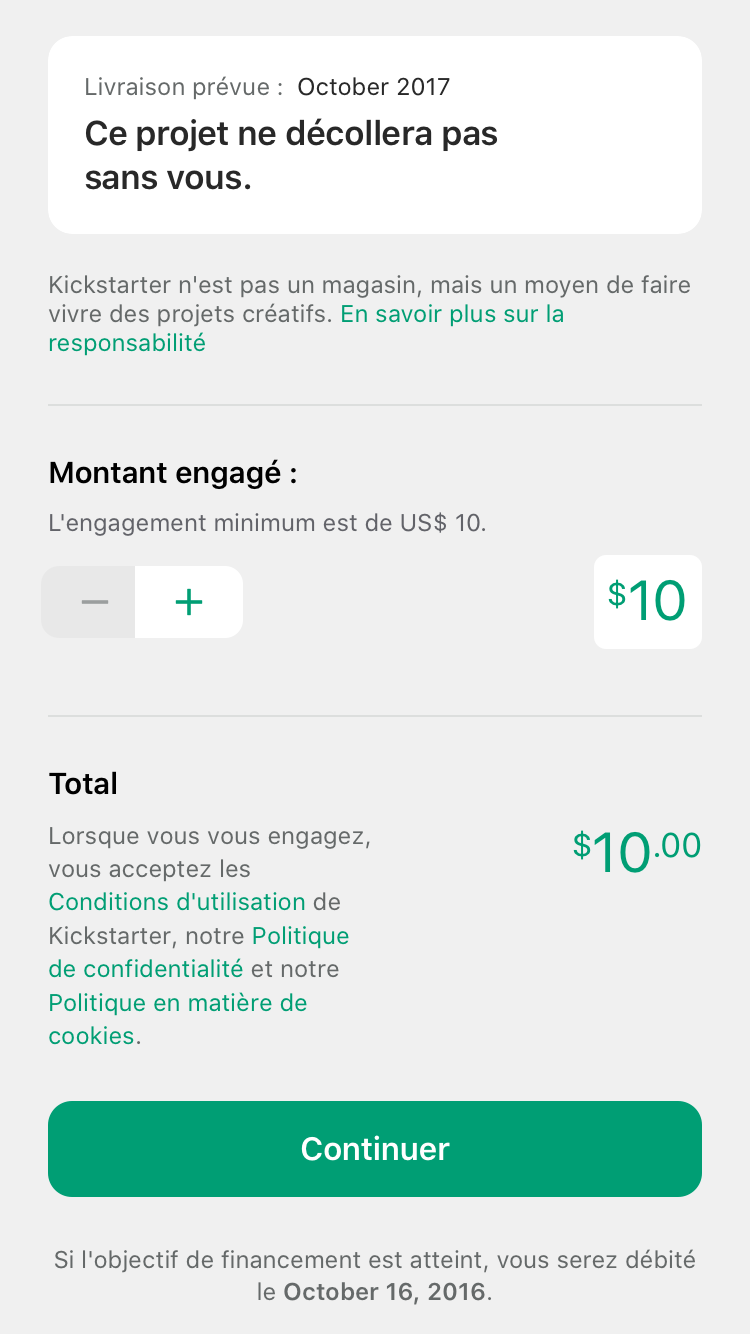 Livraison prévue : October 2017
Ce projet ne décollera pas
sans vous.
Kickstarter n'est pas un magasin, mais un moyen de faire
vivre des projets créatifs. En savoir plus sur la
responsabilité
Montant engagé :
L'engagement minimum est de US$ 10.
− +
$10
Total
Lorsque vous vous engagez,
vous acceptez les
Conditions d'utilisation de
Kickstarter, notre Politique
de confidentialité et notre
Politique en matière de
cookies.
$10.00
Continuer
Si l'objectif de financement est atteint, vous serez débité
le October 16, 2016.